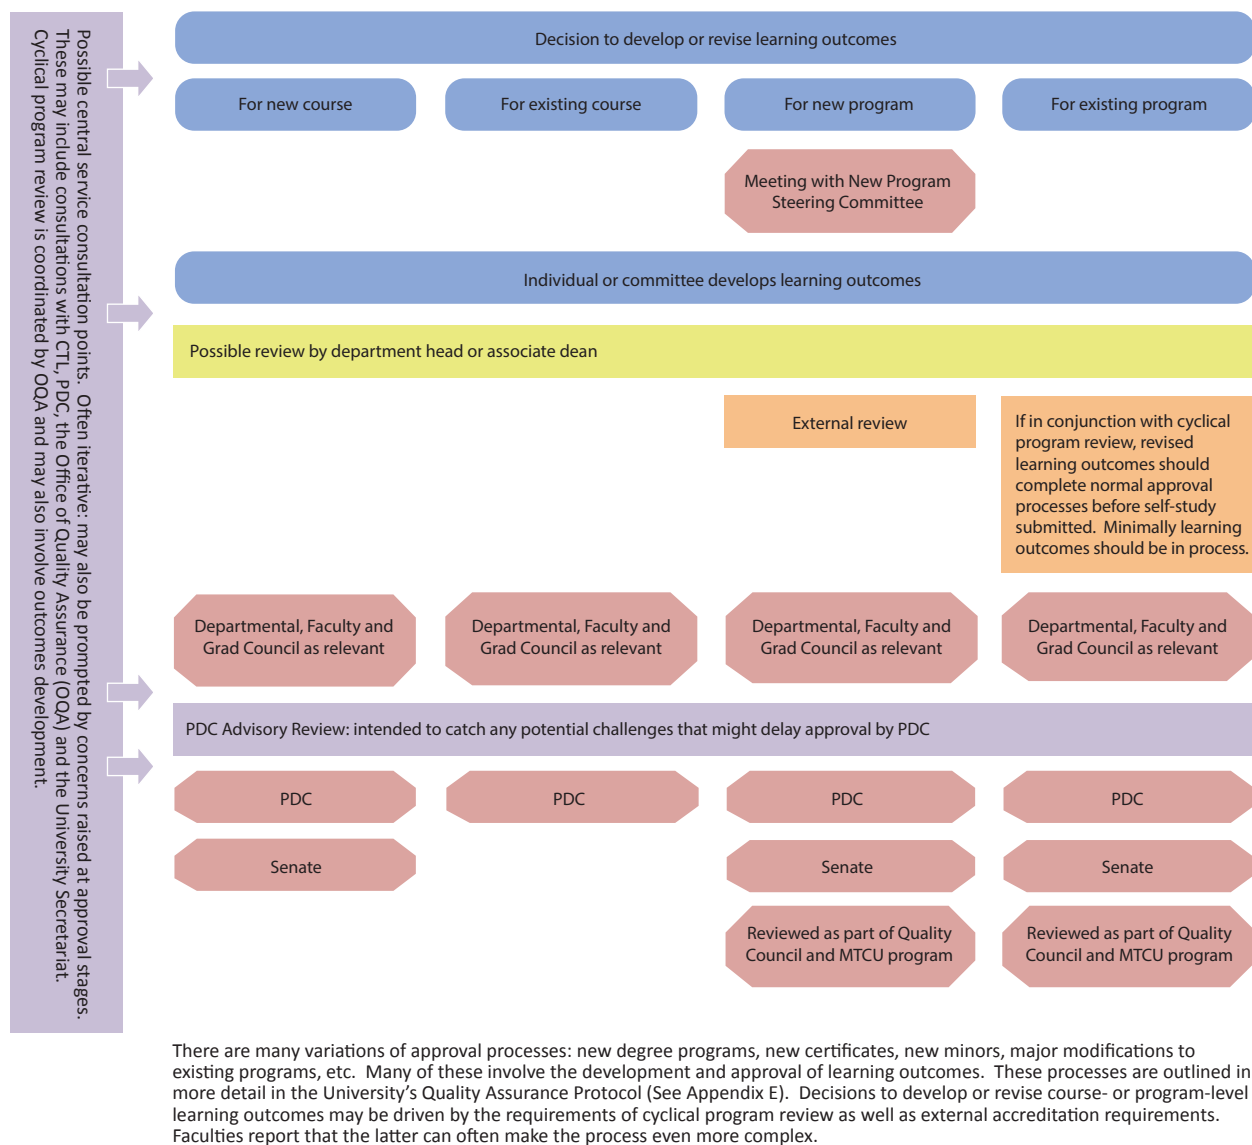 Possible central service consultation points.  Often iterative: may also be prompted by concerns raised at approval stages.
These may include consultations with CTL, PDC, the Office of Quality Assurance (OQA) and the University Secretariat.
Cyclical program review is coordinated by OQA and may also involve outcomes development.
Decision to develop or revise learning outcomes
For new course
For existing course
For new program
For existing program
Meeting with New Program
Steering Committee
Individual or committee develops learning outcomes
Possible review by department head or associate dean
External review
If in conjunction with cyclical
program review, revised
learning outcomes should
complete normal approval
processes before self-study
submitted.  Minimally learning
outcomes should be in process.
Departmental, Faculty and
Grad Council as relevant
Departmental, Faculty and
Grad Council as relevant
Departmental, Faculty and
Grad Council as relevant
Departmental, Faculty and
Grad Council as relevant
PDC Advisory Review: intended to catch any potential challenges that might delay approval by PDC
PDC
PDC
PDC
PDC
Senate
Senate
Senate
Reviewed as part of Quality
Council and MTCU program
Reviewed as part of Quality
Council and MTCU program
There are many variations of approval processes: new degree programs, new certificates, new minors, major modifications to
existing programs, etc.  Many of these involve the development and approval of learning outcomes.  These processes are outlined in
more detail in the University's Quality Assurance Protocol (See Appendix E).  Decisions to develop or revise course- or program-level
learning outcomes may be driven by the requirements of cyclical program review as well as external accreditation requirements.
Faculties report that the latter can often make the process even more complex.